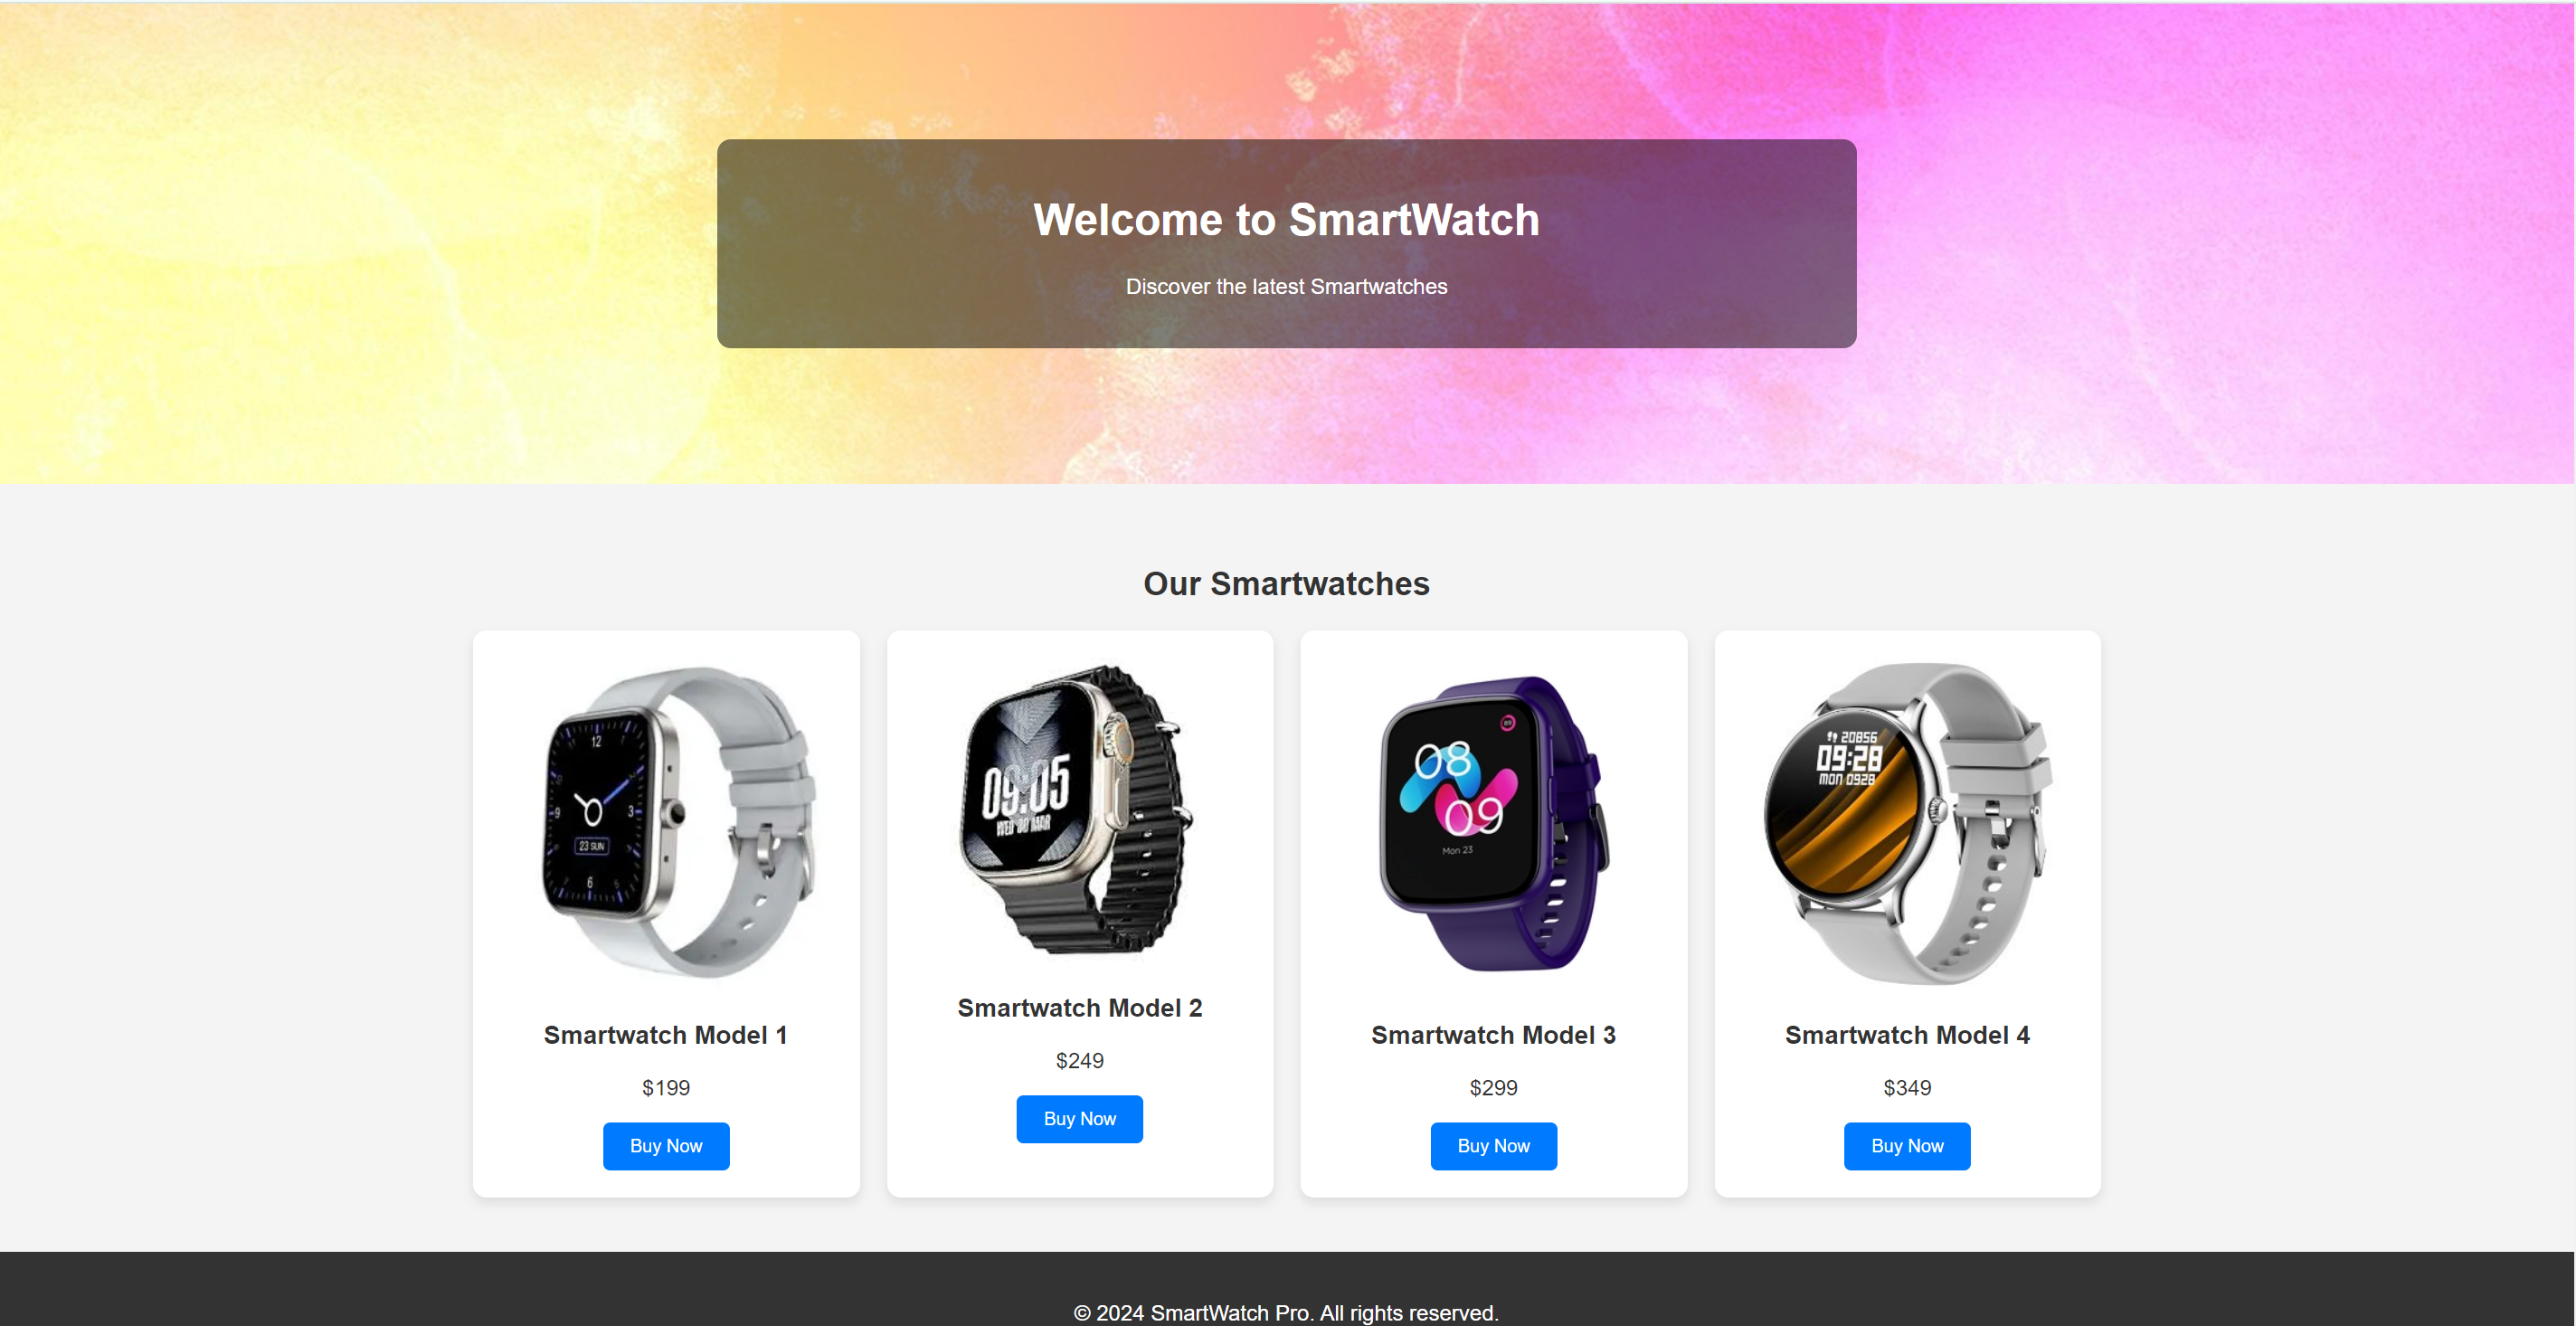 Welcome to SmartWatch
Discover the latest Smartwatches
Our Smartwatches
12
9
3
23 SUN
6
09:05
WED 30 MAR
08
09
Mon 23
89
20856
09:28
MON 0928
Smartwatch Model 1
$199
Buy Now
Smartwatch Model 2
$249
Buy Now
Smartwatch Model 3
$299
Buy Now
Smartwatch Model 4
$349
Buy Now
© 2024 SmartWatch Pro. All rights reserved.